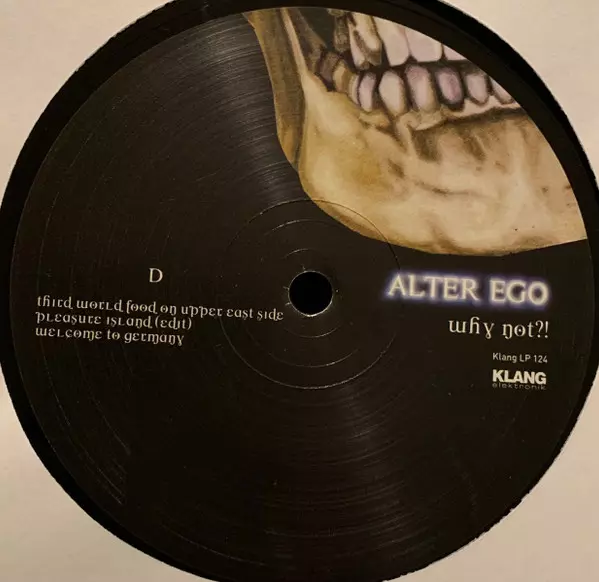 D
third world food on upper east side
pleasure island (edit)
welcome to germany
ALTER EGO
why not?!
Klang LP 124
KLANG
elektronik